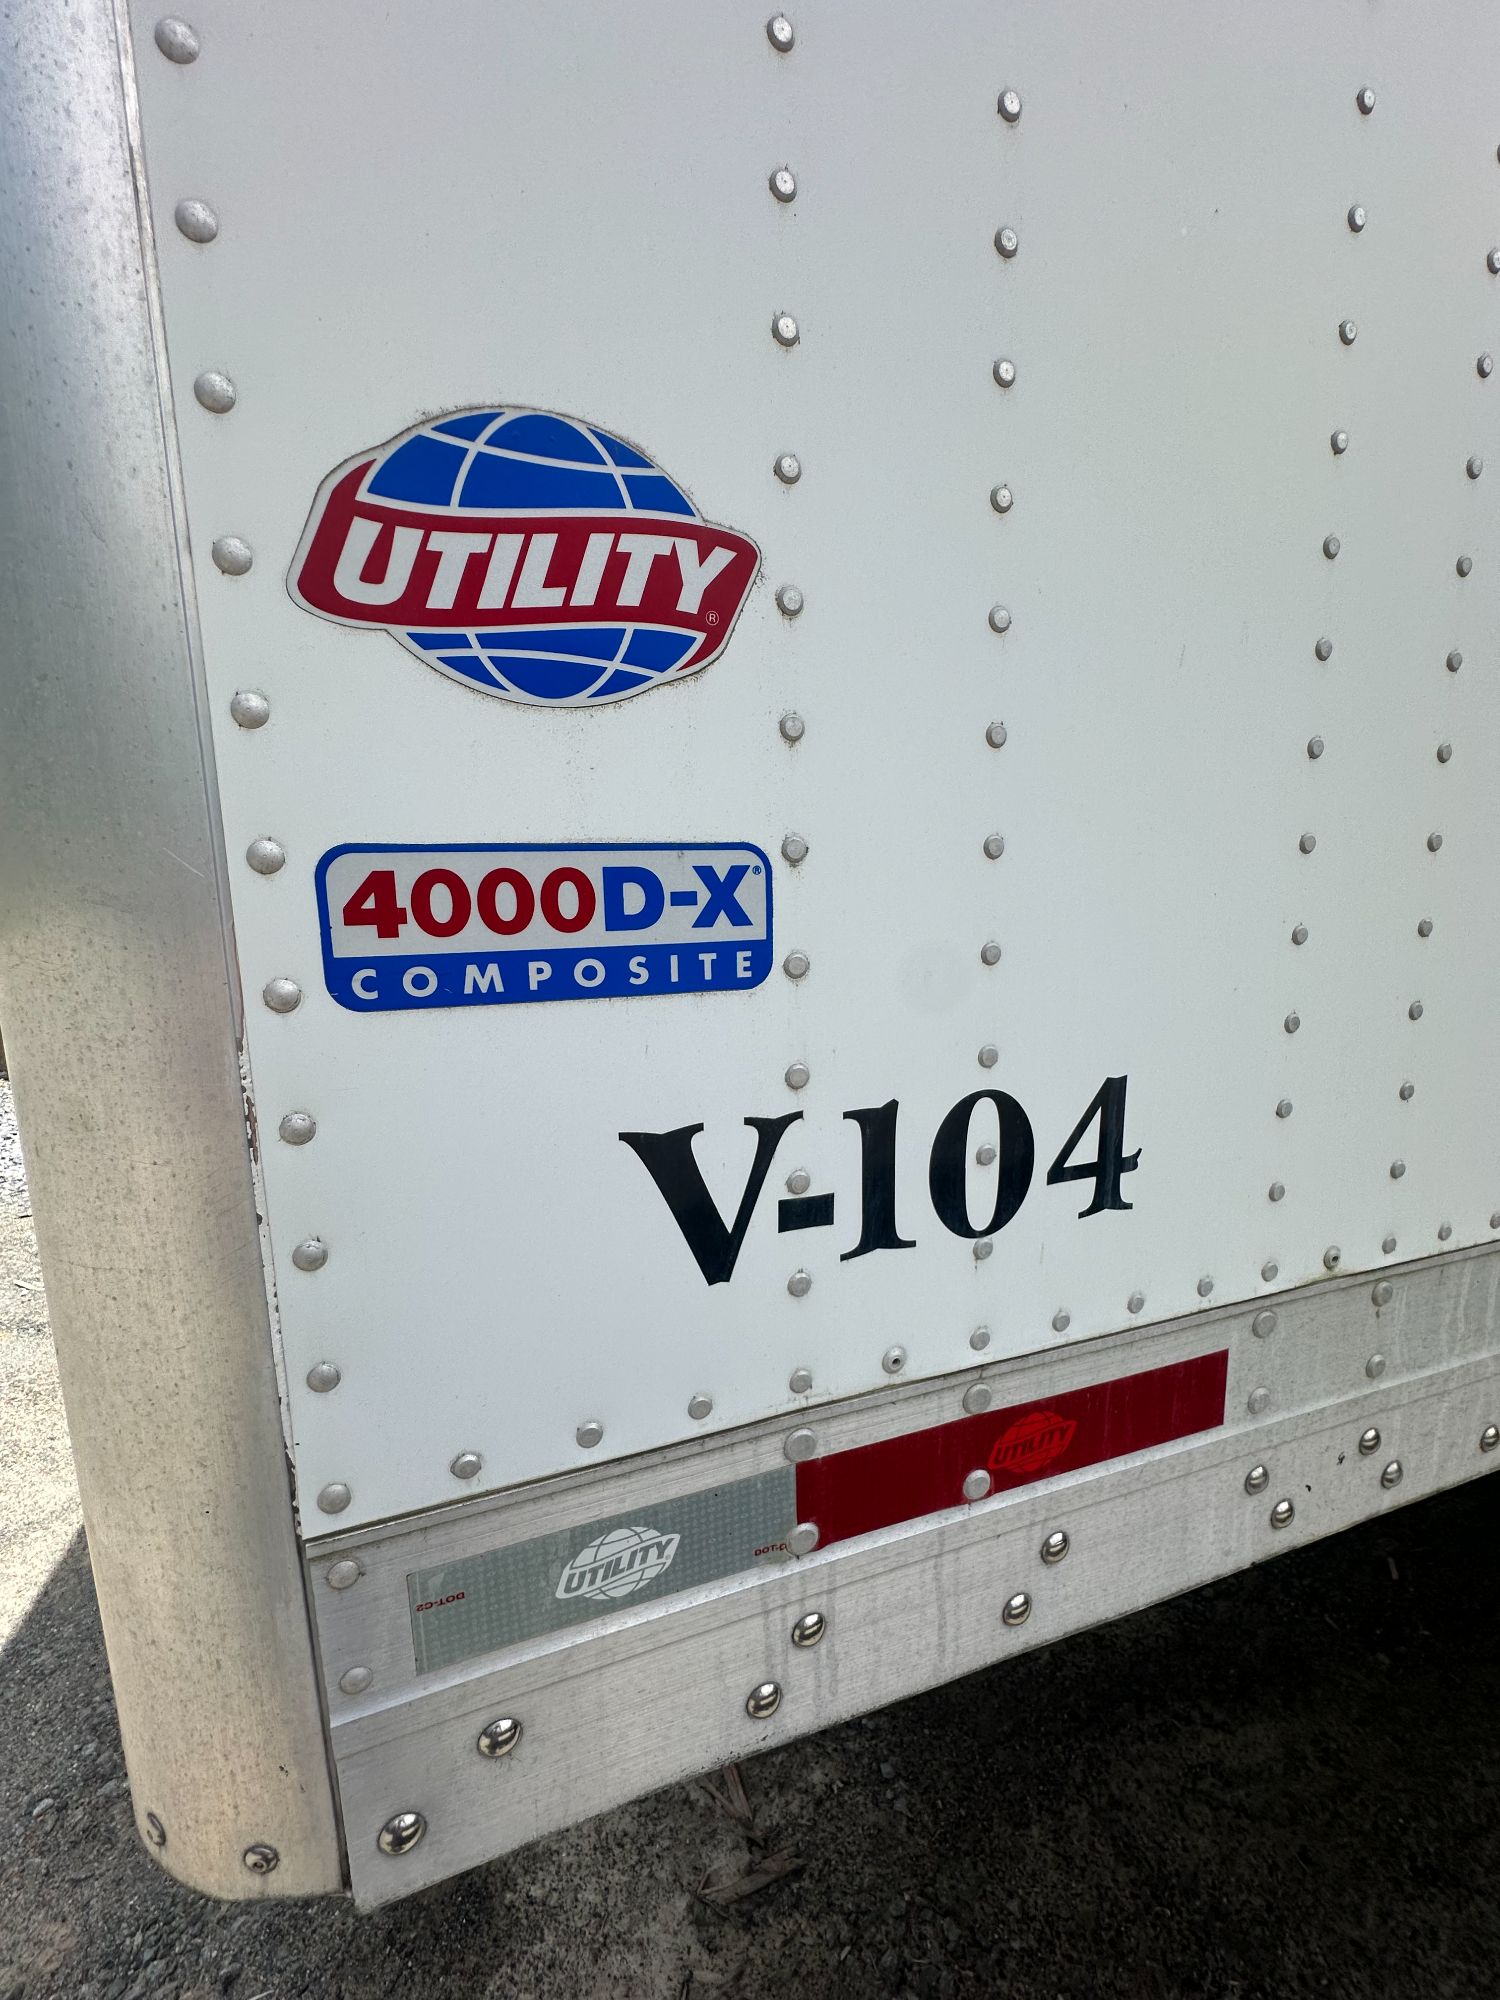 UTILITY®
4000D-X®
COMPOSITE
V-104
UTILITY
UTILITY
DOT-C2